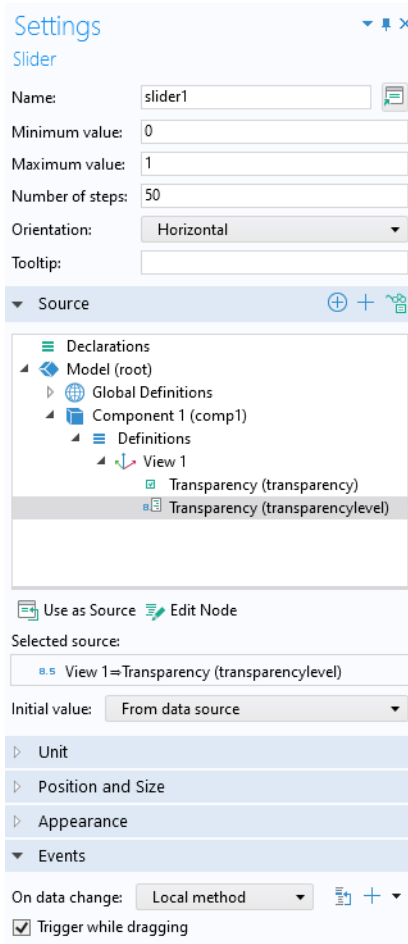 Settings
Slider
Name: slider1
Minimum value: 0
Maximum value: 1
Number of steps: 50
Orientation: Horizontal
Tooltip:
Source
Declarations
Model (root)
Global Definitions
Component 1 (comp1)
Definitions
View 1
Transparency (transparency)
Transparency (transparencylevel)
Use as Source Edit Node
Selected source:
8.5 View 1⇒Transparency (transparencylevel)
Initial value: From data source
Unit
Position and Size
Appearance
Events
On data change: Local method
Trigger while dragging